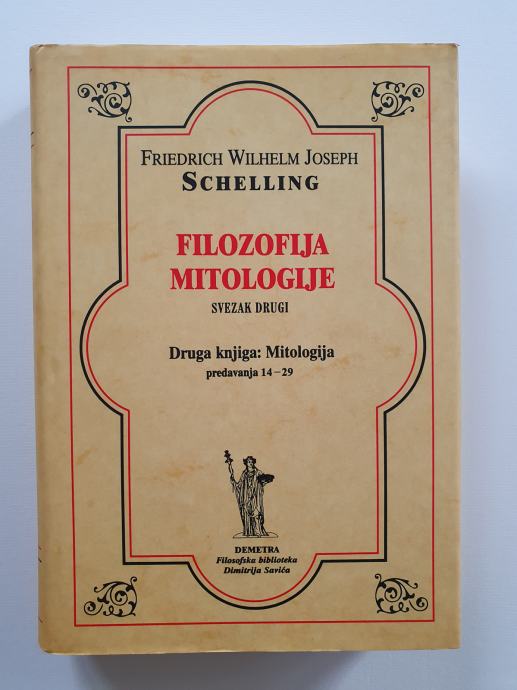 FRIEDRICH WILHELM JOSEPH
SCHELLING
FILOZOFIJA
MITOLOGIJE
SVEZAK DRUGI
Druga knjiga: Mitologija
predavanja 14–29
DEMETRA
Filosofska biblioteka
Dimitrija Savića